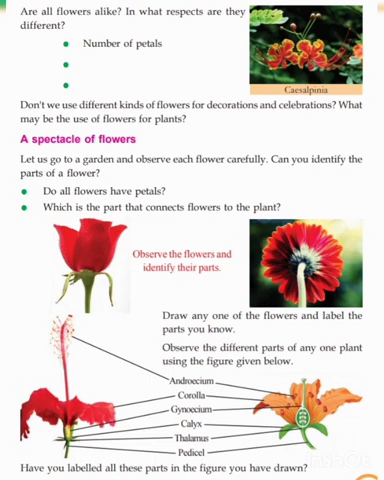 Are all flowers alike? In what respects are they
different?
Number of petals
Caesalpinia
Don't we use different kinds of flowers for decorations and celebrations? What
may be the use of flowers for plants?
A spectacle of flowers
Let us go to a garden and observe each flower carefully. Can you identify the
parts of a flower?
Do all flowers have petals?
Which is the part that connects flowers to the plant?
Observe the flowers and
identify their parts.
Draw any one of the flowers and label the
parts you know.
Observe the different parts of any one plant
using the figure given below.
Androecium
Corolla
Gynoecium
Calyx
Thalamus
Pedicel
Have you labelled all these parts in the figure you have drawn?